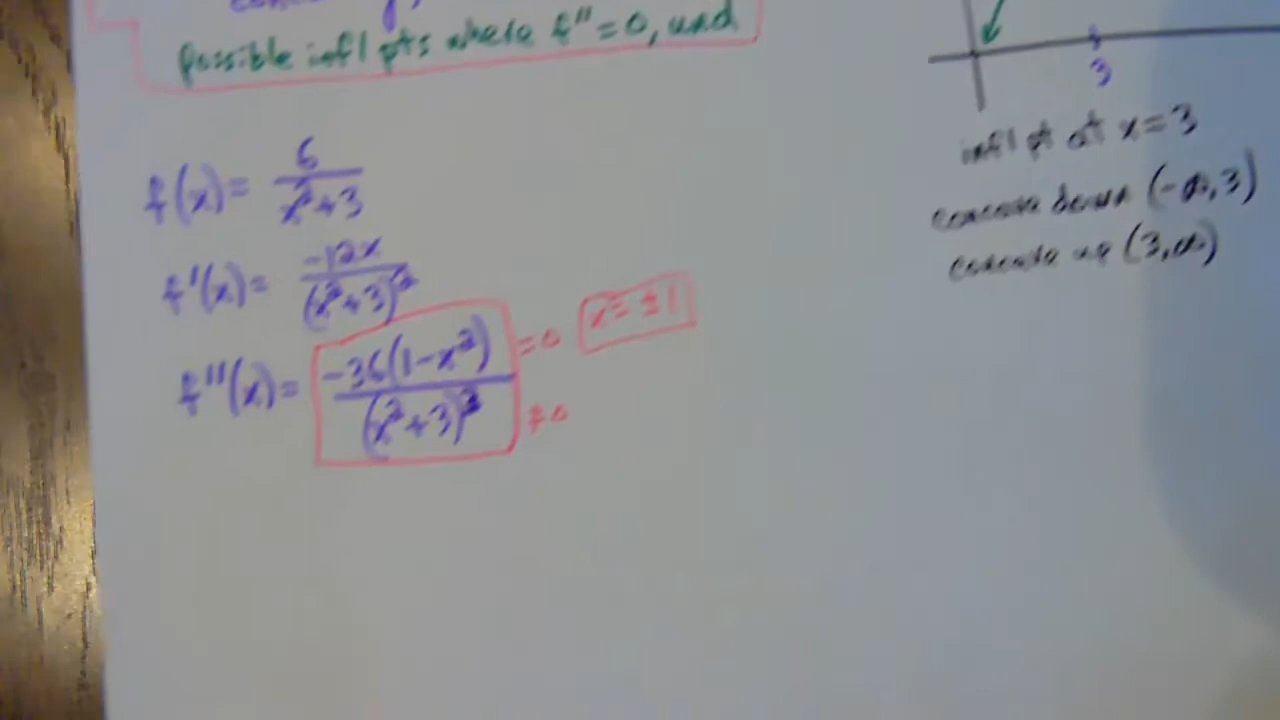 possible infl pts where f''=0, und
f(x)= 6/(x²+3)
f'(x)= -12x/(x²+3)²
f''(x)= -36(1-x²)/(x²+3)³ =0 x=±1
≠0
3
infl pt at x=3
concave down (-∞,3)
concave up (3,∞)